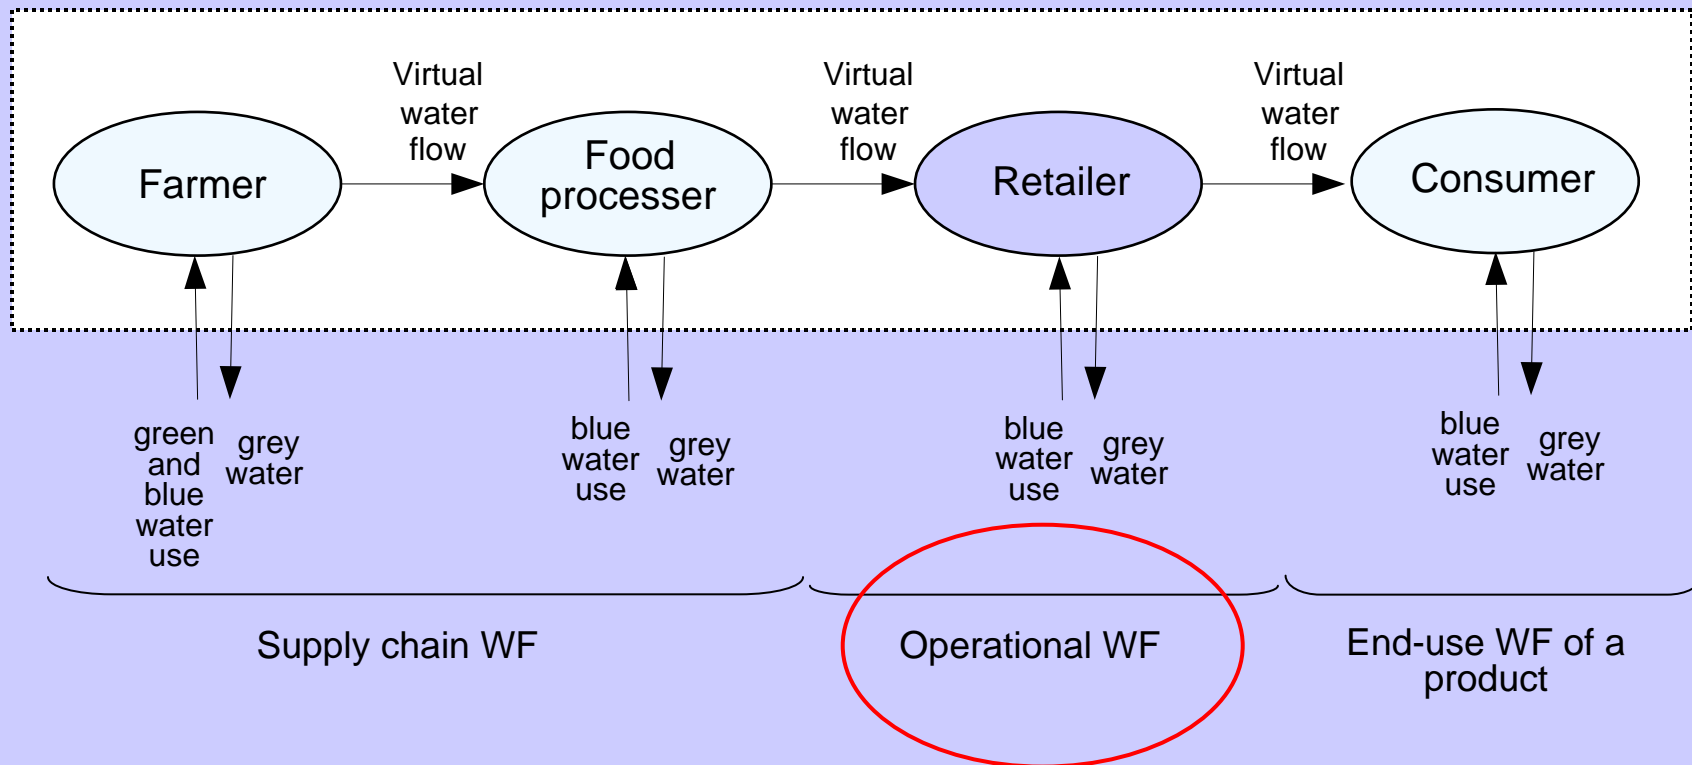 Virtual
water
flow
Virtual
water
flow
Virtual
water
flow
Farmer
Food
processer
Retailer
Consumer
green
and
blue
water
use
grey
water
blue
water
use
grey
water
blue
water
use
grey
water
blue
water
use
grey
water
Supply chain WF
Operational WF
End-use WF of a
product